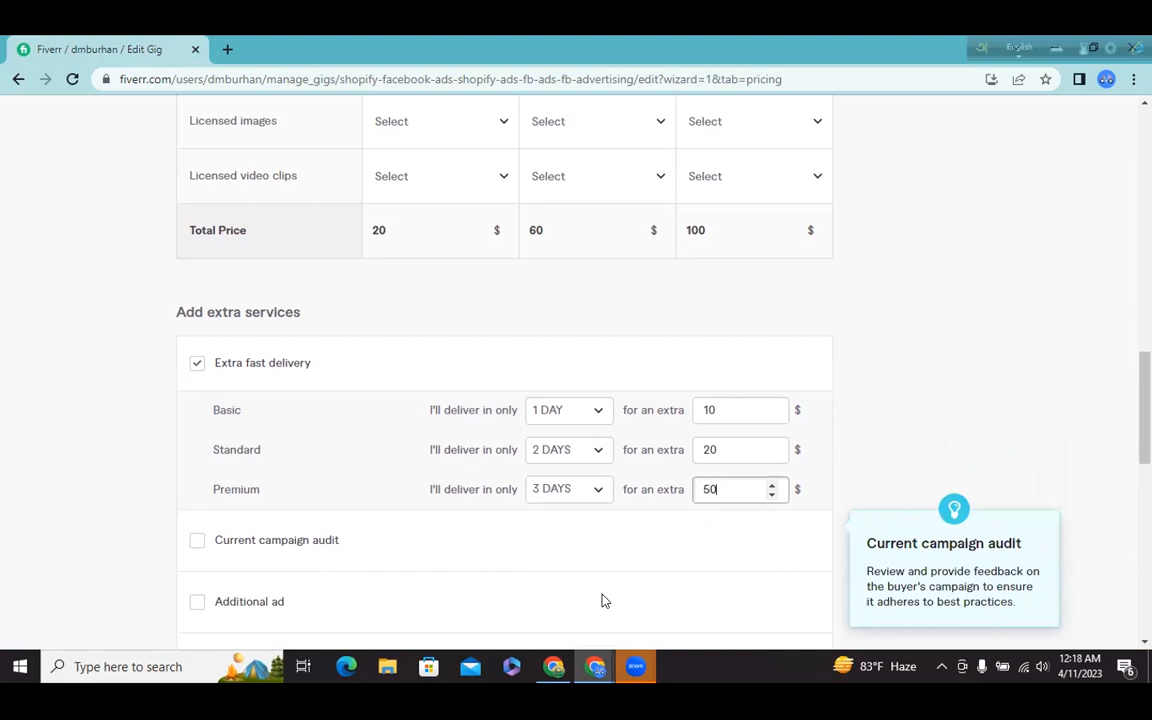 Fiverr / dmburhan / Edit Gig
English
fiverr.com/users/dmburhan/manage_gigs/shopify-facebook-ads-shopify-ads-fb-ads-fb-advertising/edit?wizard=1&tab=pricing
Licensed images Select Select Select
Licensed video clips Select Select Select
Total Price 20 $ 60 $ 100 $
Add extra services
Extra fast delivery
Basic I'll deliver in only 1 DAY for an extra 10 $
Standard I'll deliver in only 2 DAYS for an extra 20 $
Premium I'll deliver in only 3 DAYS for an extra 50 $
Current campaign audit
Additional ad
Current campaign audit
Review and provide feedback on
the buyer's campaign to ensure
it adheres to best practices.
Type here to search
zoom
83°F Haze
12:18 AM
4/11/2023
6